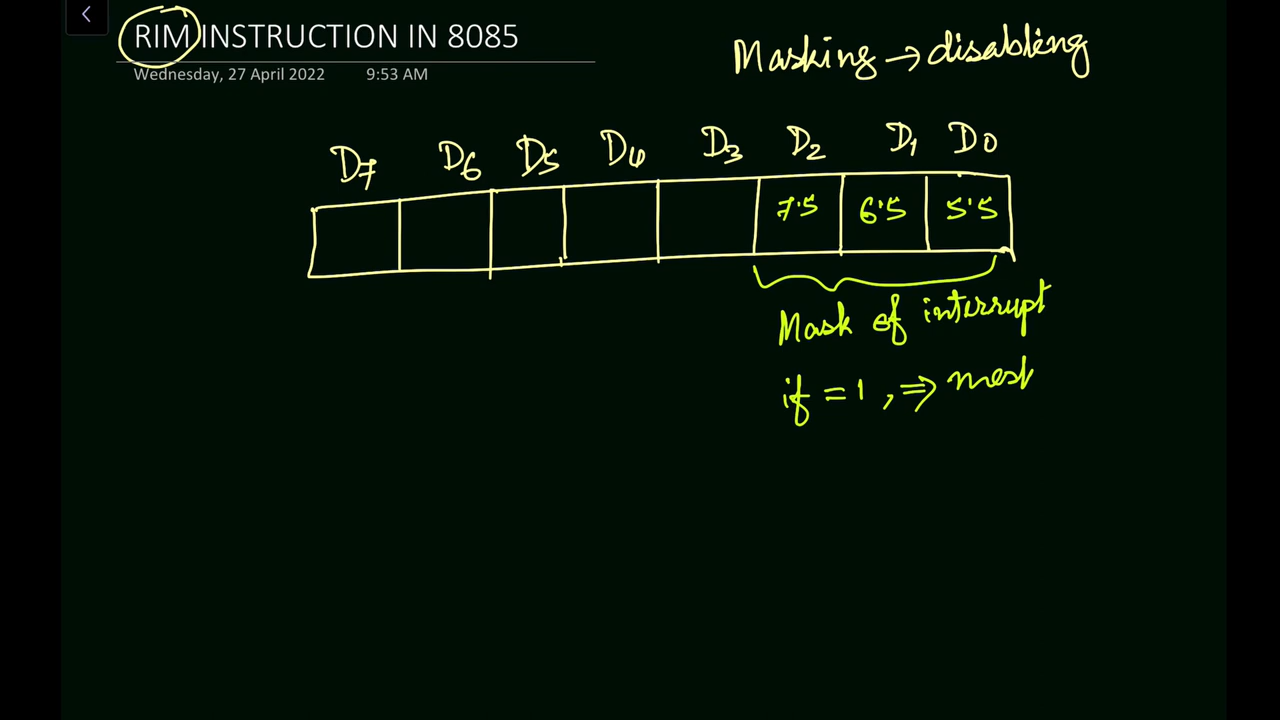 RIM INSTRUCTION IN 8085
Wednesday, 27 April 2022 9:53 AM
Masking → disabling
D7 D6 D5 D4 D3 D2 D1 D0
7.5 6.5 5.5
Mask of interrupt
if = 1, ⇒